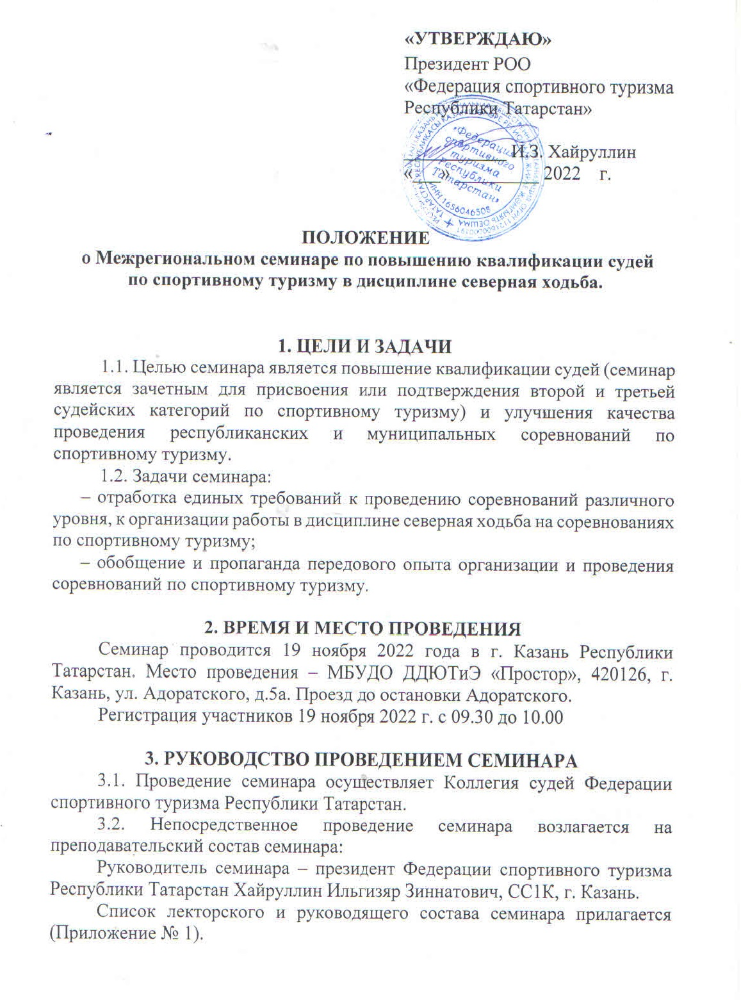 «УТВЕРЖДАЮ»
Президент РОО
«Федерация спортивного туризма
Республики Татарстан»
И.З. Хайруллин
«___»__________2022 г.
«Федерация
спортивного
туризма
Республики
Татарстан»
ИНН 1656046508
ПОЛОЖЕНИЕ
о Межрегиональном семинаре по повышению квалификации судей
по спортивному туризму в дисциплине северная ходьба.
1. ЦЕЛИ И ЗАДАЧИ
1.1. Целью семинара является повышение квалификации судей (семинар
является зачетным для присвоения или подтверждения второй и третьей
судейских категорий по спортивному туризму) и улучшения качества
проведения республиканских и муниципальных соревнований по
спортивному туризму.
1.2. Задачи семинара:
– отработка единых требований к проведению соревнований различного
уровня, к организации работы в дисциплине северная ходьба на соревнованиях
по спортивному туризму;
– обобщение и пропаганда передового опыта организации и проведения
соревнований по спортивному туризму.
2. ВРЕМЯ И МЕСТО ПРОВЕДЕНИЯ
Семинар проводится 19 ноября 2022 года в г. Казань Республики
Татарстан. Место проведения – МБУДО ДДЮТиЭ «Простор», 420126, г.
Казань, ул. Адоратского, д.5а. Проезд до остановки Адоратского.
Регистрация участников 19 ноября 2022 г. с 09.30 до 10.00
3. РУКОВОДСТВО ПРОВЕДЕНИЕМ СЕМИНАРА
3.1. Проведение семинара осуществляет Коллегия судей Федерации
спортивного туризма Республики Татарстан.
3.2. Непосредственное проведение семинара возлагается на
преподавательский состав семинара:
Руководитель семинара – президент Федерации спортивного туризма
Республики Татарстан Хайруллин Ильгизяр Зиннатович, СС1К, г. Казань.
Список лекторского и руководящего состава семинара прилагается
(Приложение № 1).